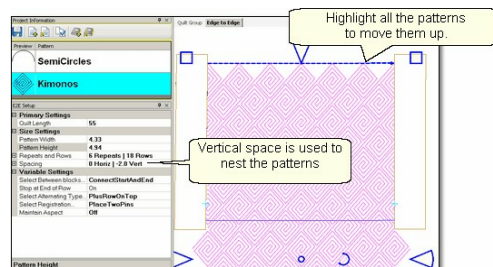 Project Information
Preview Pattern
SemiCircles
Kimonos
E2E Setup
Primary Settings
Quilt Length 55
Size Settings
Pattern Width 4.33
Pattern Height 4.94
Repeats and Rows 6 Repeats | 18 Rows
Spacing 0 Horiz | -2.0 Vert
Variable Settings
Select Between blocks... ConnectStartAndEnd
Stop at End of Row On
Select Alternating Type... PlusRowOnTop
Select Registration... PlaceTwoPins
Maintain Aspect Off
Pattern Height
Quilt Group Edge to Edge
Highlight all the patterns
to move them up.
Vertical space is used to
nest the patterns